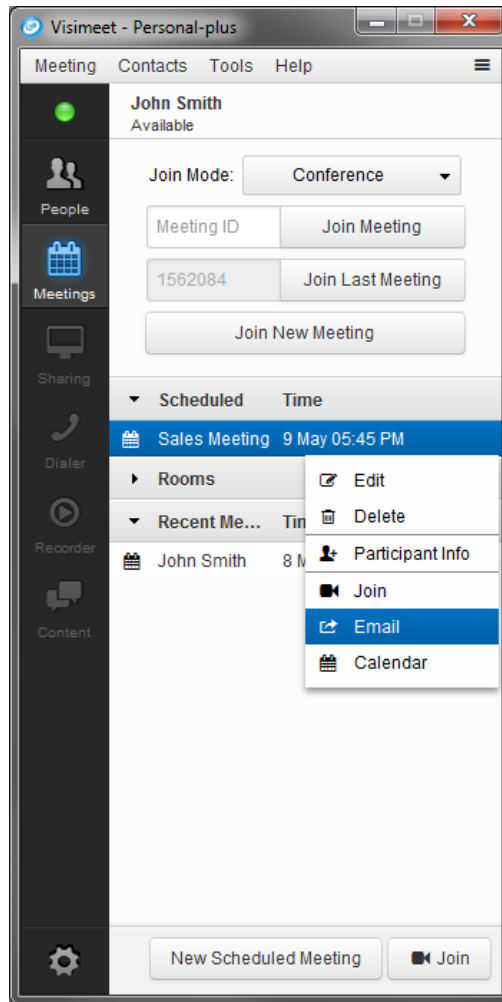 Visimeet - Personal-plus
Meeting Contacts Tools Help
John Smith
Available
People
Meetings
Sharing
Dialer
Recorder
Content
Join Mode: Conference
Meeting ID Join Meeting
1562084 Join Last Meeting
Join New Meeting
Scheduled Time
Sales Meeting 9 May 05:45 PM
Rooms
Recent Me... Tin
John Smith 8 M
Edit
Delete
Participant Info
Join
Email
Calendar
New Scheduled Meeting Join